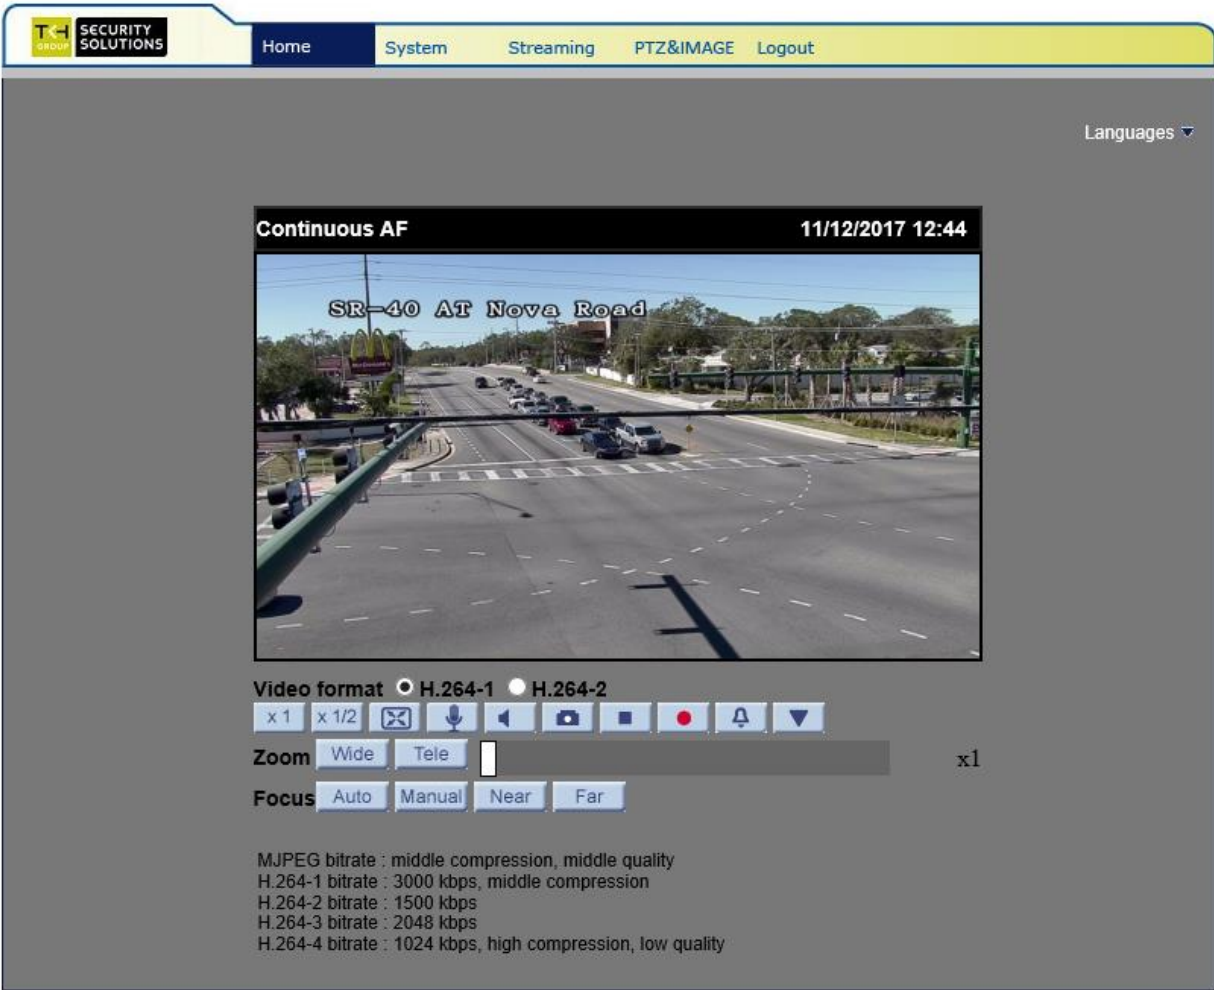 TKH GROUP SECURITY SOLUTIONS
Home System Streaming PTZ&IMAGE Logout
Languages
Continuous AF 11/12/2017 12:44
SR-40 AT Nova Road
McDonald's
Video format H.264-1 H.264-2
x 1 x 1/2
Zoom Wide Tele x1
Focus Auto Manual Near Far
MJPEG bitrate : middle compression, middle quality
H.264-1 bitrate : 3000 kbps, middle compression
H.264-2 bitrate : 1500 kbps
H.264-3 bitrate : 2048 kbps
H.264-4 bitrate : 1024 kbps, high compression, low quality